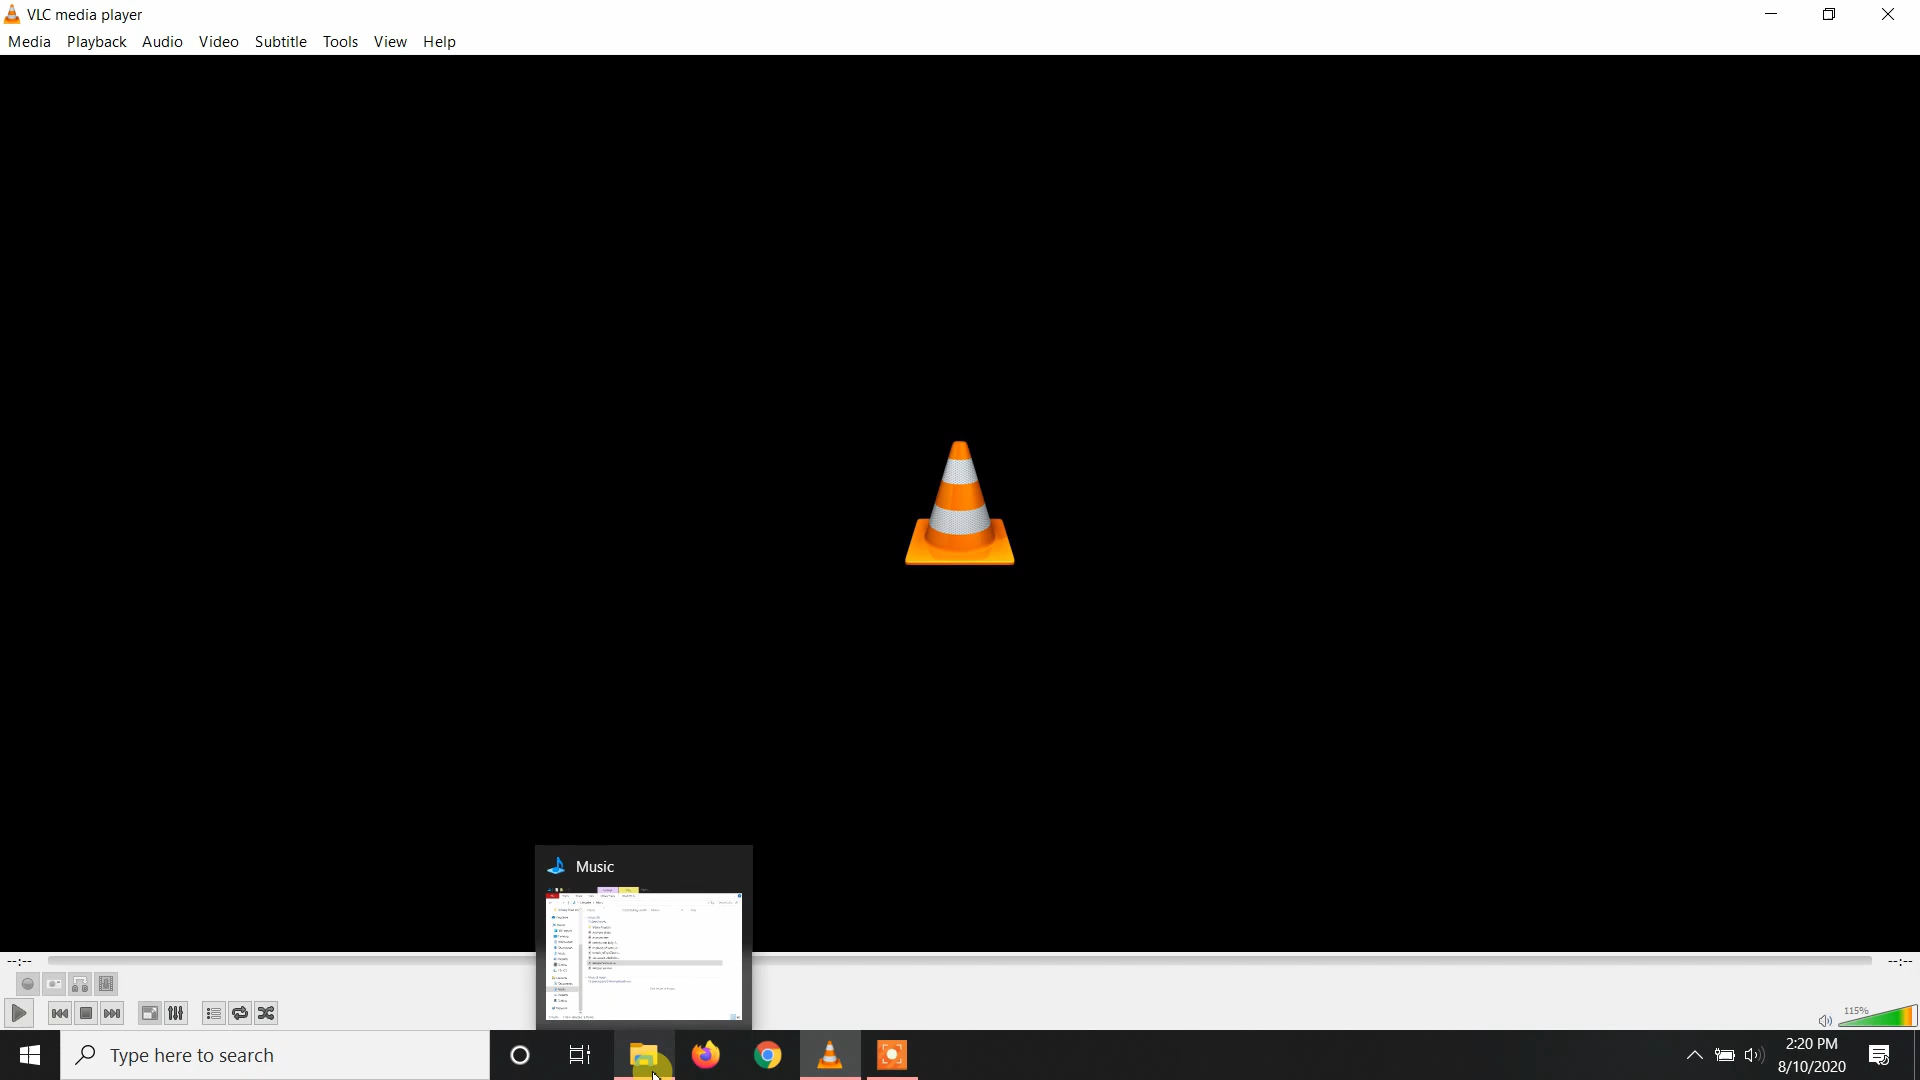 VLC media player
Media Playback Audio Video Subtitle Tools View Help
Music
--:--
--:--
115%
Type here to search
2:20 PM
8/10/2020